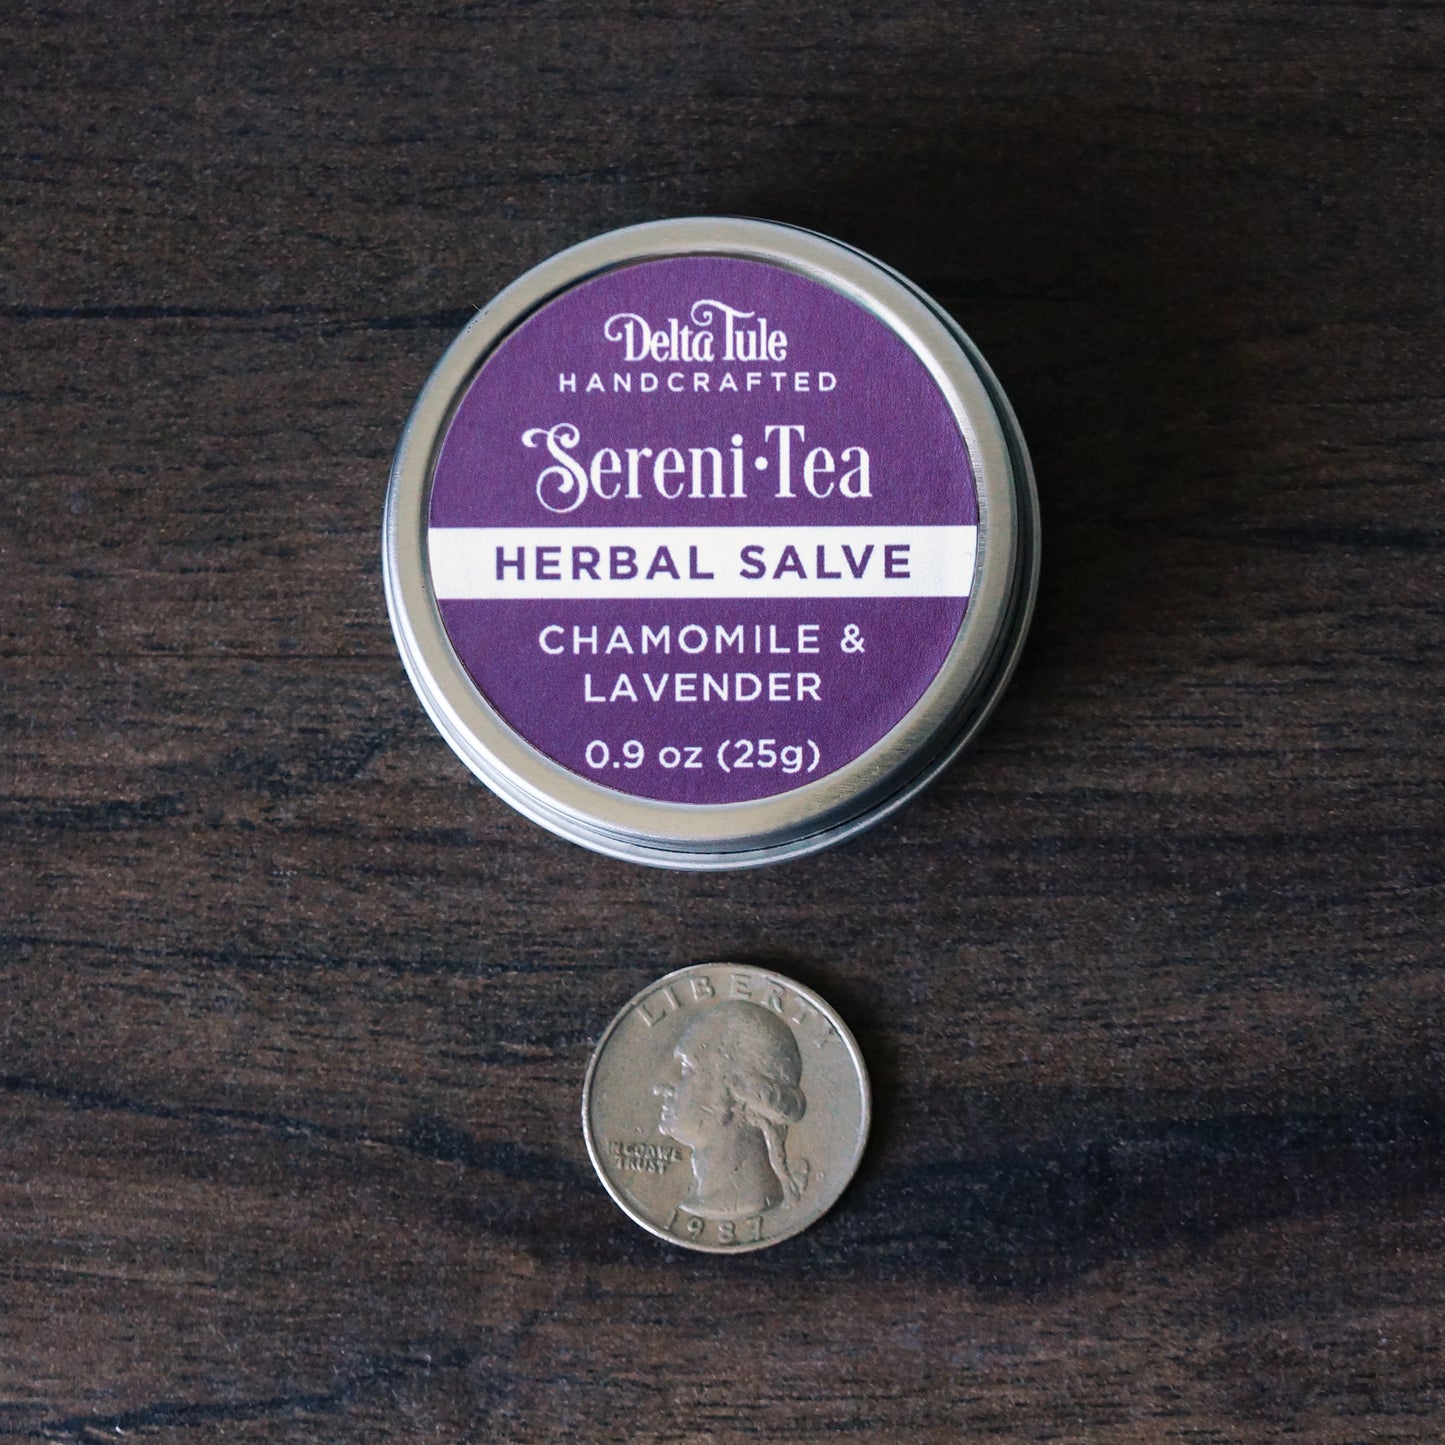 Delta Tule
HANDCRAFTED
Sereni·Tea
HERBAL SALVE
CHAMOMILE &
LAVENDER
0.9 oz (25g)
LIBERTY
IN GOD WE
TRUST
1987